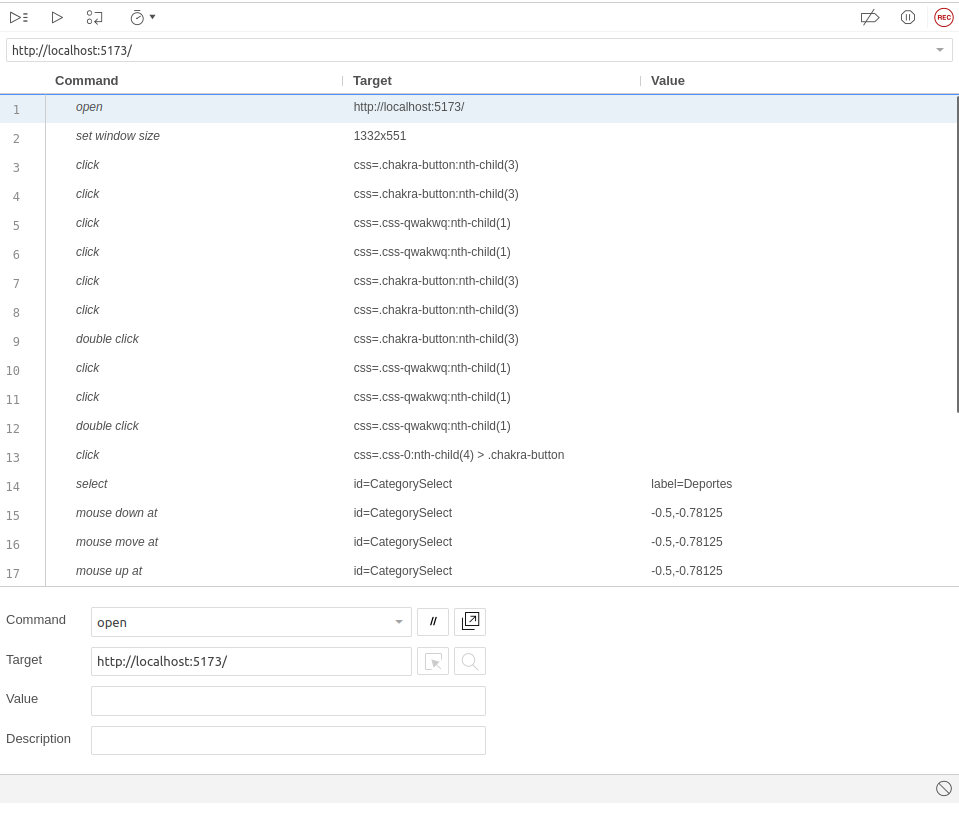 REC
http://localhost:5173/
Command Target Value
1 open http://localhost:5173/
2 set window size 1332x551
3 click css=.chakra-button:nth-child(3)
4 click css=.chakra-button:nth-child(3)
5 click css=.css-qwakwq:nth-child(1)
6 click css=.css-qwakwq:nth-child(1)
7 click css=.chakra-button:nth-child(3)
8 click css=.chakra-button:nth-child(3)
9 double click css=.chakra-button:nth-child(3)
10 click css=.css-qwakwq:nth-child(1)
11 click css=.css-qwakwq:nth-child(1)
12 double click css=.css-qwakwq:nth-child(1)
13 click css=.css-0:nth-child(4) > .chakra-button
14 select id=CategorySelect label=Deportes
15 mouse down at id=CategorySelect -0.5,-0.78125
16 mouse move at id=CategorySelect -0.5,-0.78125
17 mouse up at id=CategorySelect -0.5,-0.78125
Command open //
Target http://localhost:5173/
Value
Description